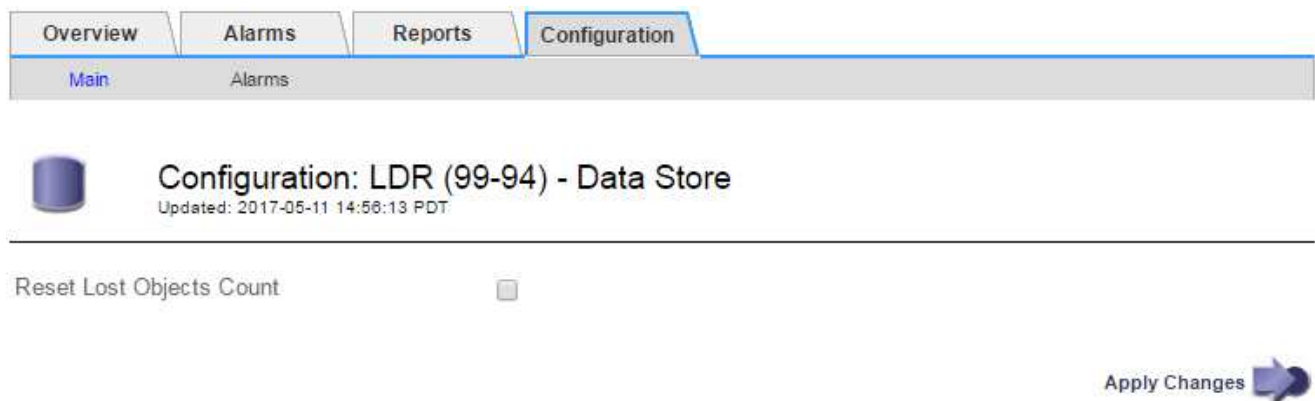 Overview Alarms Reports Configuration
Main Alarms
Configuration: LDR (99-94) - Data Store
Updated: 2017-05-11 14:56:13 PDT
Reset Lost Objects Count
Apply Changes